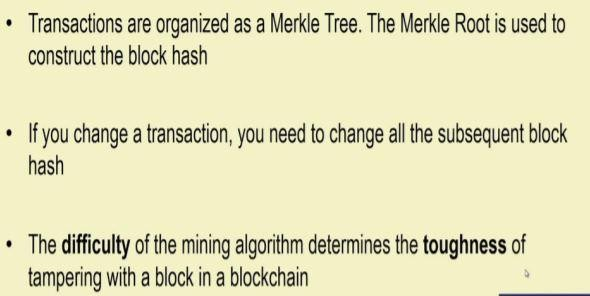 • Transactions are organized as a Merkle Tree. The Merkle Root is used to
construct the block hash
• If you change a transaction, you need to change all the subsequent block
hash
• The difficulty of the mining algorithm determines the toughness of
tampering with a block in a blockchain